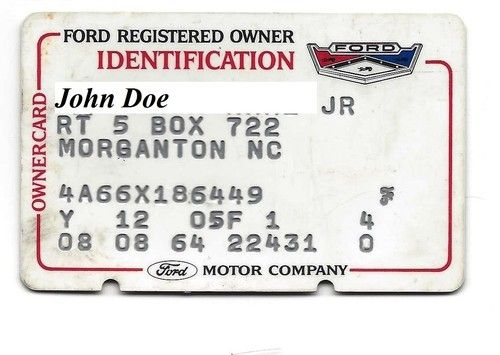 FORD REGISTERED OWNER
IDENTIFICATION
FORD
OWNERCARD
John Doe JR
RT 5 BOX 722
MORGANTON NC
4A66X186449
Y 12 05F 1 4
08 08 64 22431 0
Ford MOTOR COMPANY